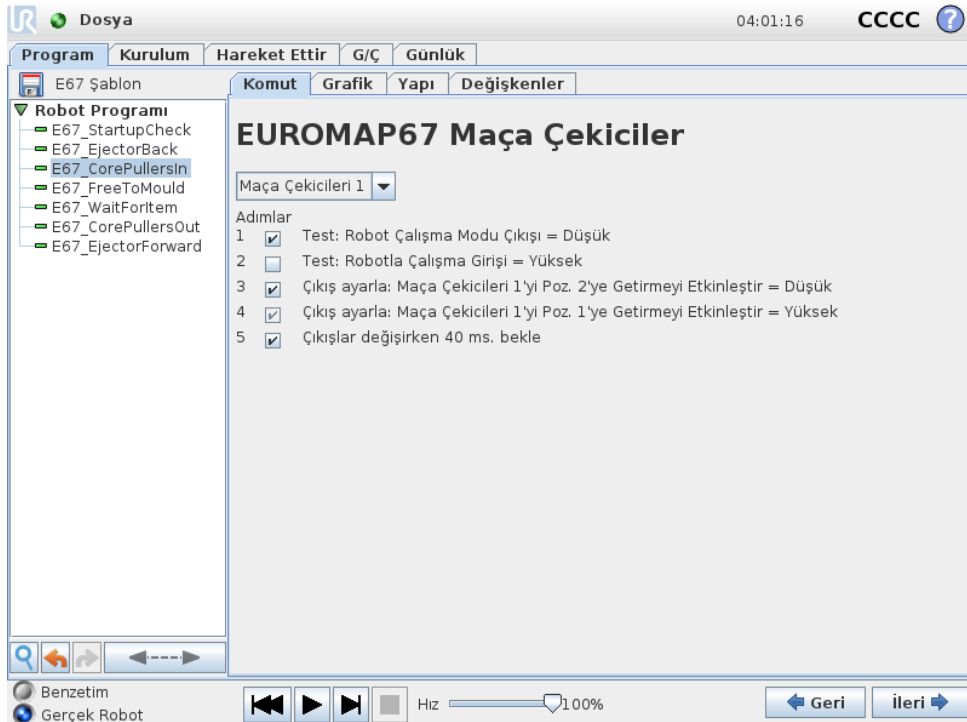 UR Dosya 04:01:16 CCCC ?
Program Kurulum Hareket Ettir G/Ç Günlük
E67 Şablon
Komut Grafik Yapı Değişkenler
Robot Programı
E67_StartupCheck
E67_EjectorBack
E67_CorePullersIn
E67_FreeToMould
E67_WaitForItem
E67_CorePullersOut
E67_EjectorForward
EUROMAP67 Maça Çekiciler
Maça Çekicileri 1
Adımlar
1 Test: Robot Çalışma Modu Çıkışı = Düşük
2 Test: Robotla Çalışma Girişi = Yüksek
3 Çıkış ayarla: Maça Çekicileri 1'yi Poz. 2'ye Getirmeyi Etkinleştir = Düşük
4 Çıkış ayarla: Maça Çekicileri 1'yi Poz. 1'ye Getirmeyi Etkinleştir = Yüksek
5 Çıkışlar değişirken 40 ms. bekle
Benzetim
Gerçek Robot
Hız 100%
Geri İleri